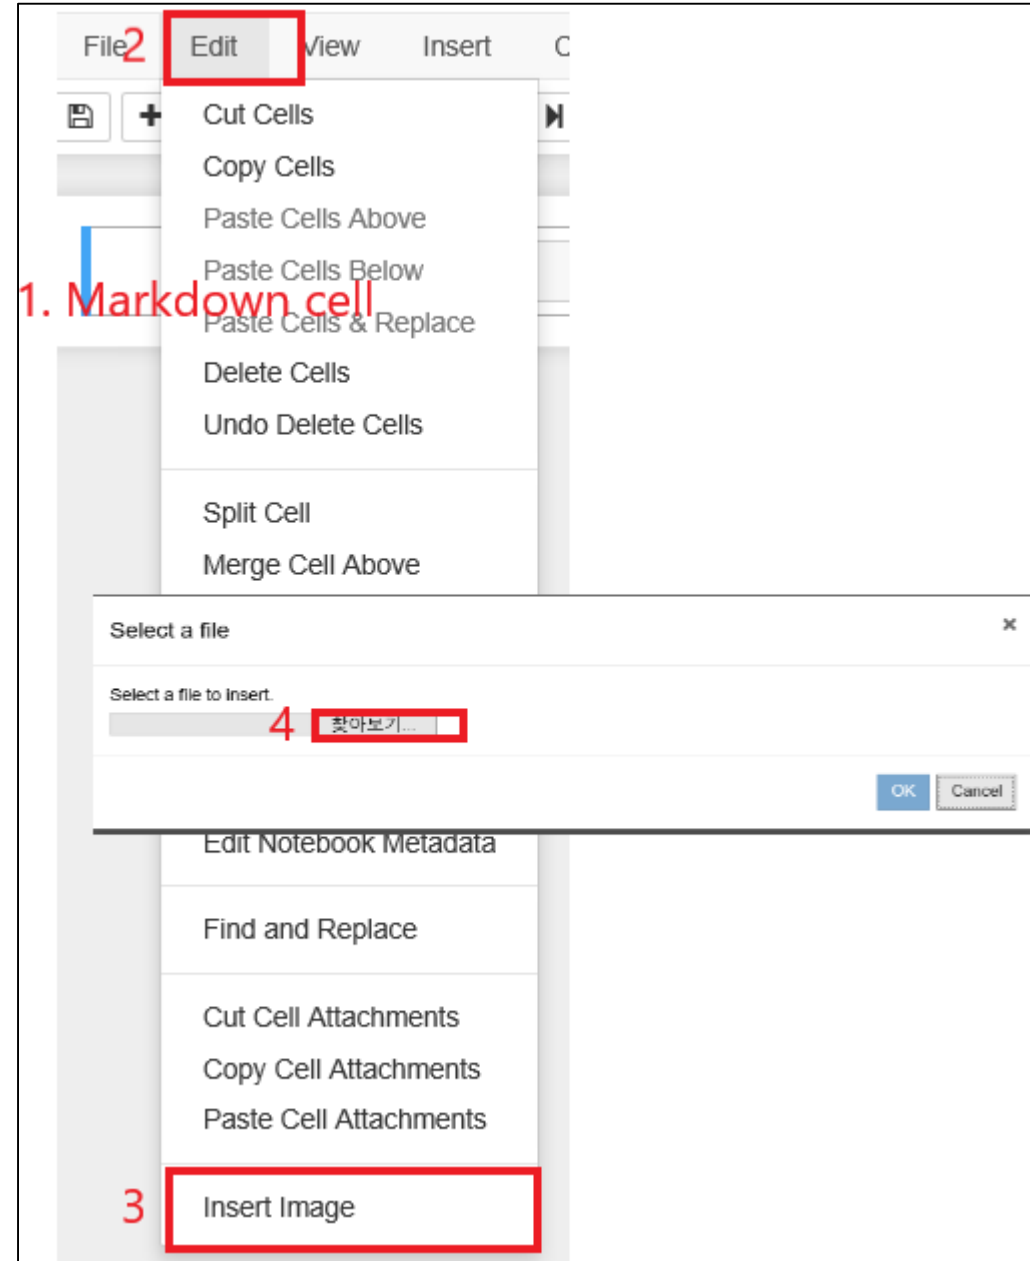 File 2 Edit View Insert C
Cut Cells
Copy Cells
Paste Cells Above
Paste Cells Below
1. Markdown cell
Paste Cells & Replace
Delete Cells
Undo Delete Cells
Split Cell
Merge Cell Above
Select a file
Select a file to insert.
4 찾아보기...
OK Cancel
Edit Notebook Metadata
Find and Replace
Cut Cell Attachments
Copy Cell Attachments
Paste Cell Attachments
3 Insert Image